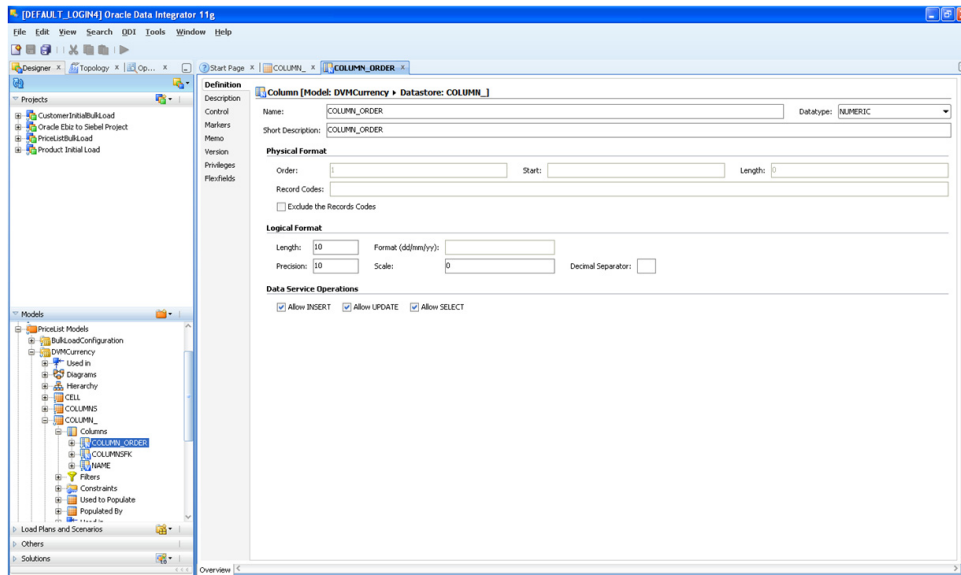 [DEFAULT_LOGIN4] Oracle Data Integrator 11g
File Edit View Search ODI Tools Window Help
Designer × Topology × Op... ×
Start Page × COLUMN_ × COLUMN_ORDER ×
Projects
CustomerInitialBulkLoad
Oracle Ebiz to Siebel Project
PriceListBulkLoad
Product Initial Load
Models
PriceList Models
BulkLoadConfiguration
DVMCurrency
Used in
Diagrams
Hierarchy
CELL
COLUMNS
COLUMN_
Columns
COLUMN_ORDER
COLUMNSFK
NAME
Filters
Constraints
Used to Populate
Populated By
Used in
Load Plans and Scenarios
Others
Solutions
Definition
Description
Control
Markers
Memo
Version
Privileges
Flexfields
Column [Model: DVMCurrency ▸ Datastore: COLUMN_]
Name: COLUMN_ORDER Datatype: NUMERIC
Short Description: COLUMN_ORDER
Physical Format
Order: 1 Start: Length: 0
Record Codes:
Exclude the Records Codes
Logical Format
Length: 10 Format (dd/mm/yy):
Precision: 10 Scale: 0 Decimal Separator:
Data Service Operations
Allow INSERT Allow UPDATE Allow SELECT
Overview